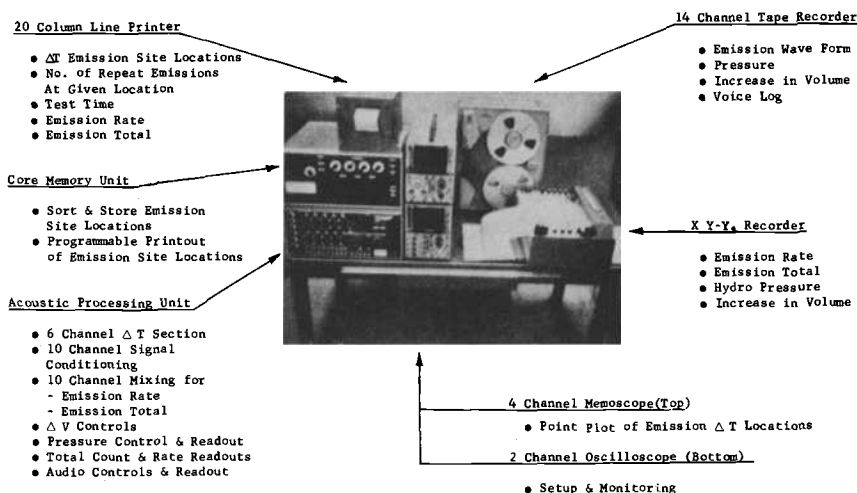 20 Column Line Printer
● ΔT Emission Site Locations
● No. of Repeat Emissions
At Given Location
● Test Time
● Emission Rate
● Emission Total
Core Memory Unit
● Sort & Store Emission
Site Locations
● Programmable Printout
of Emission Site Locations
Acoustic Processing Unit
● 6 Channel Δ T Section
● 10 Channel Signal
Conditioning
● 10 Channel Mixing for
- Emission Rate
- Emission Total
● Δ V Controls
● Pressure Control & Readout
● Total Count & Rate Readouts
● Audio Controls & Readout
14 Channel Tape Recorder
● Emission Wave Form
● Pressure
● Increase in Volume
● Voice Log
X Y-Y. Recorder
● Emission Rate
● Emission Total
● Hydro Pressure
● Increase in Volume
4 Channel Memoscope(Top)
● Point Plot of Emission Δ T Locations
2 Channel Oscilloscope (Bottom)
● Setup & Monitoring